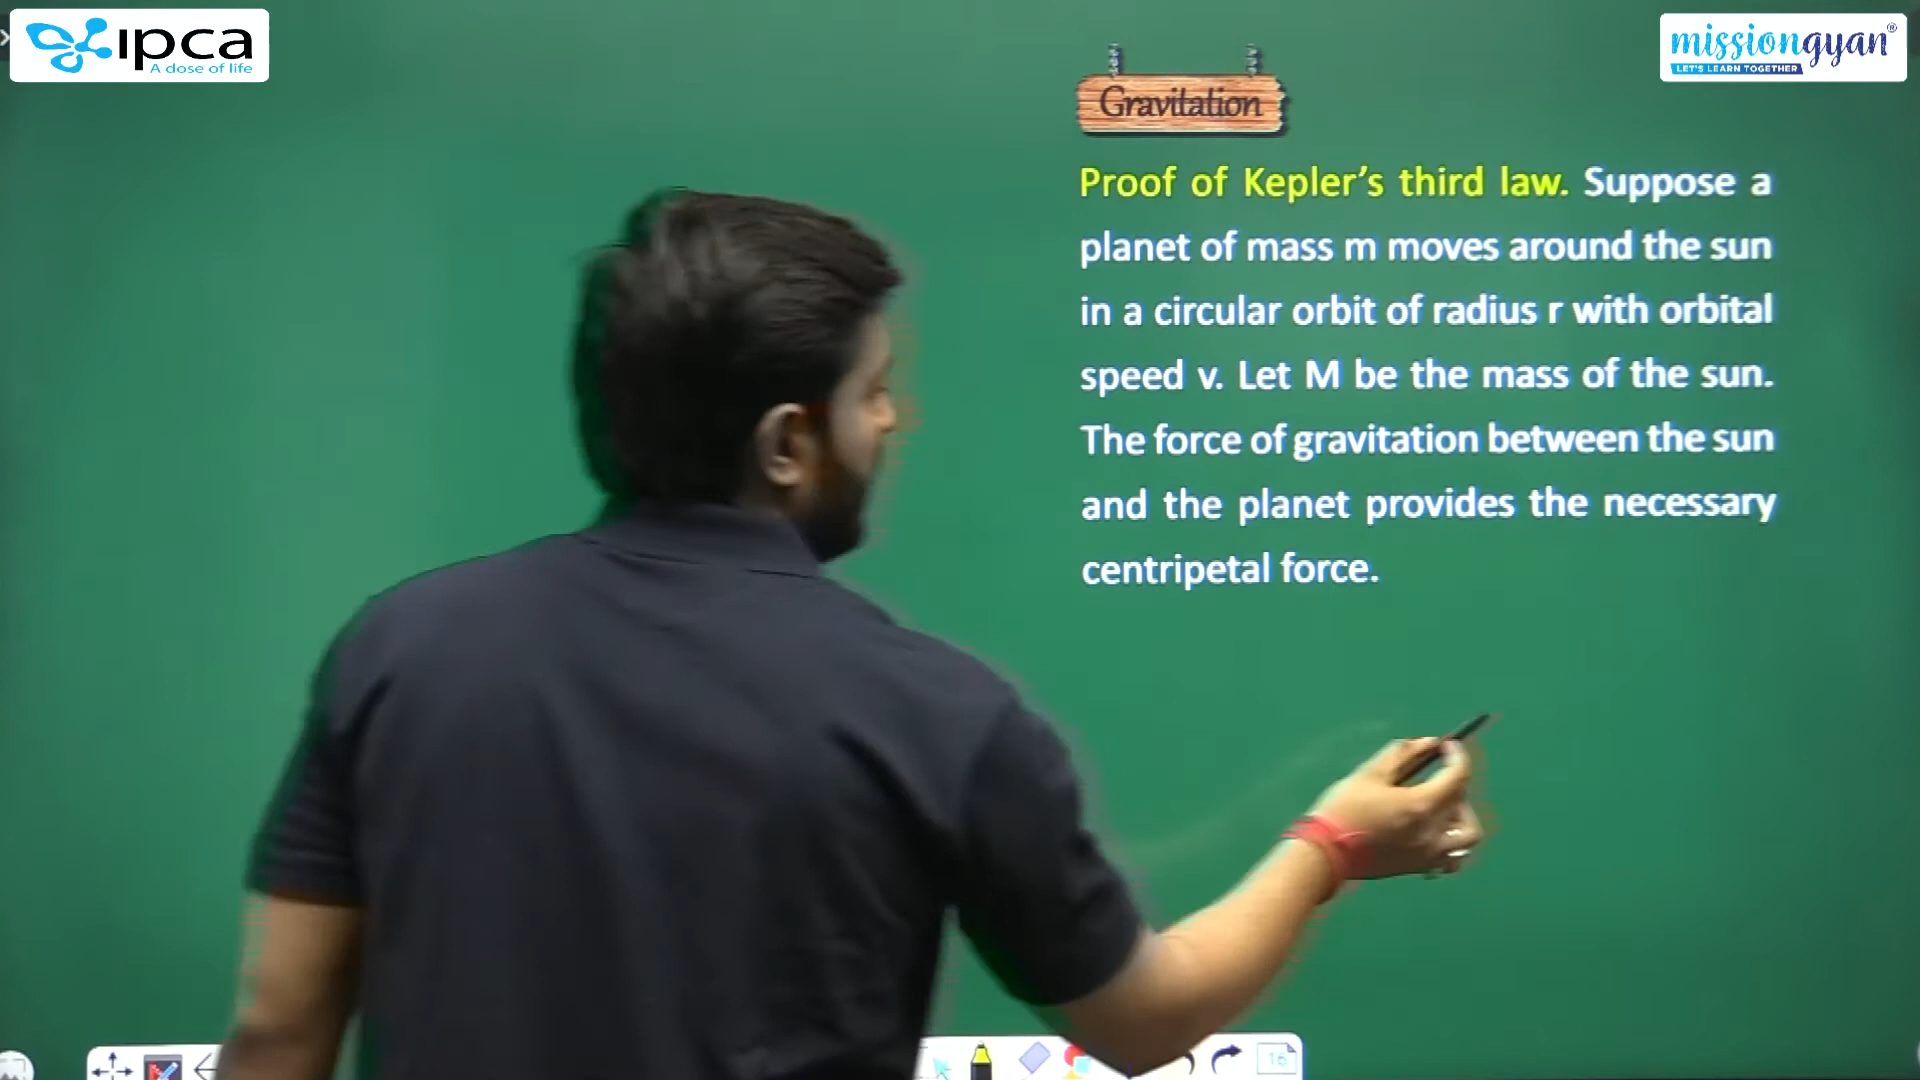 ipca
A dose of life
missiongyan®
LET'S LEARN TOGETHER
Gravitation
Proof of Kepler’s third law. Suppose a
planet of mass m moves around the sun
in a circular orbit of radius r with orbital
speed v. Let M be the mass of the sun.
The force of gravitation between the sun
and the planet provides the necessary
centripetal force.
16